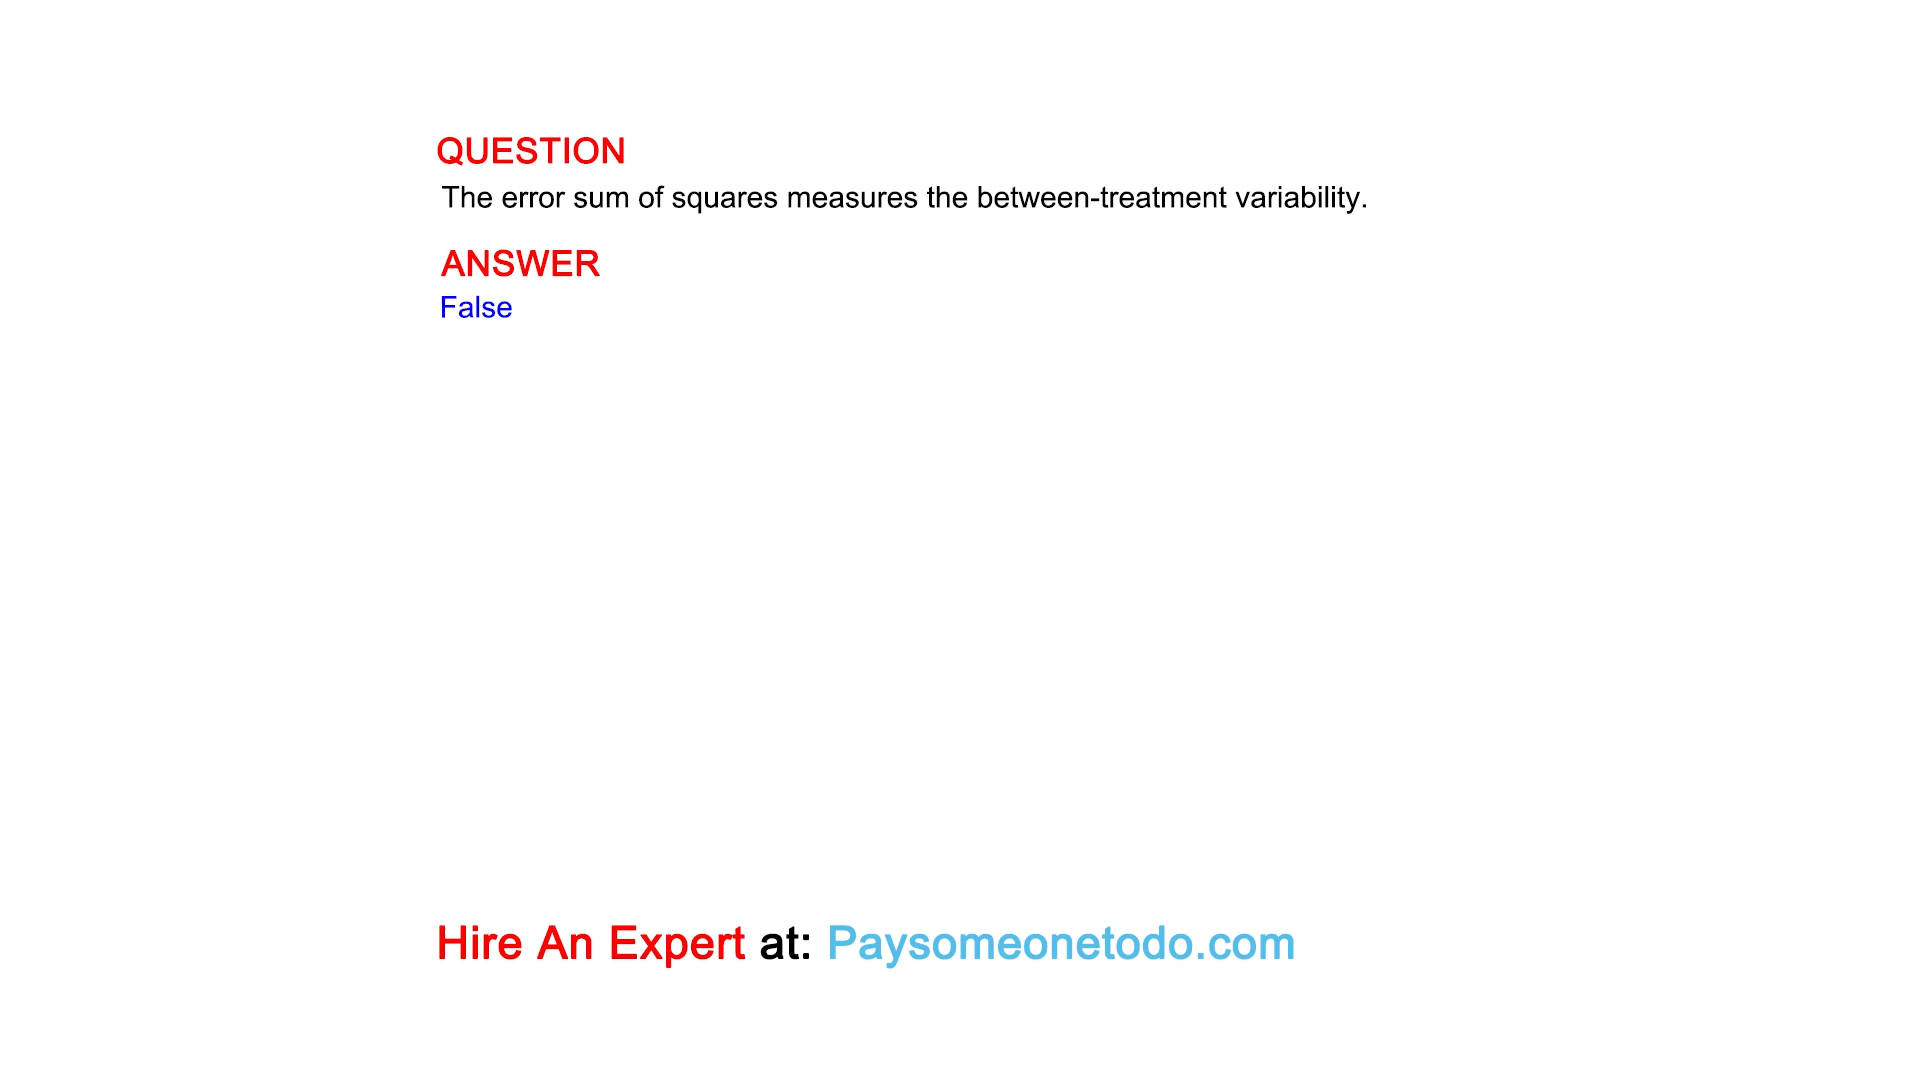 QUESTION
The error sum of squares measures the between-treatment variability.
ANSWER
False
Hire An Expert at: Paysomeonetodo.com